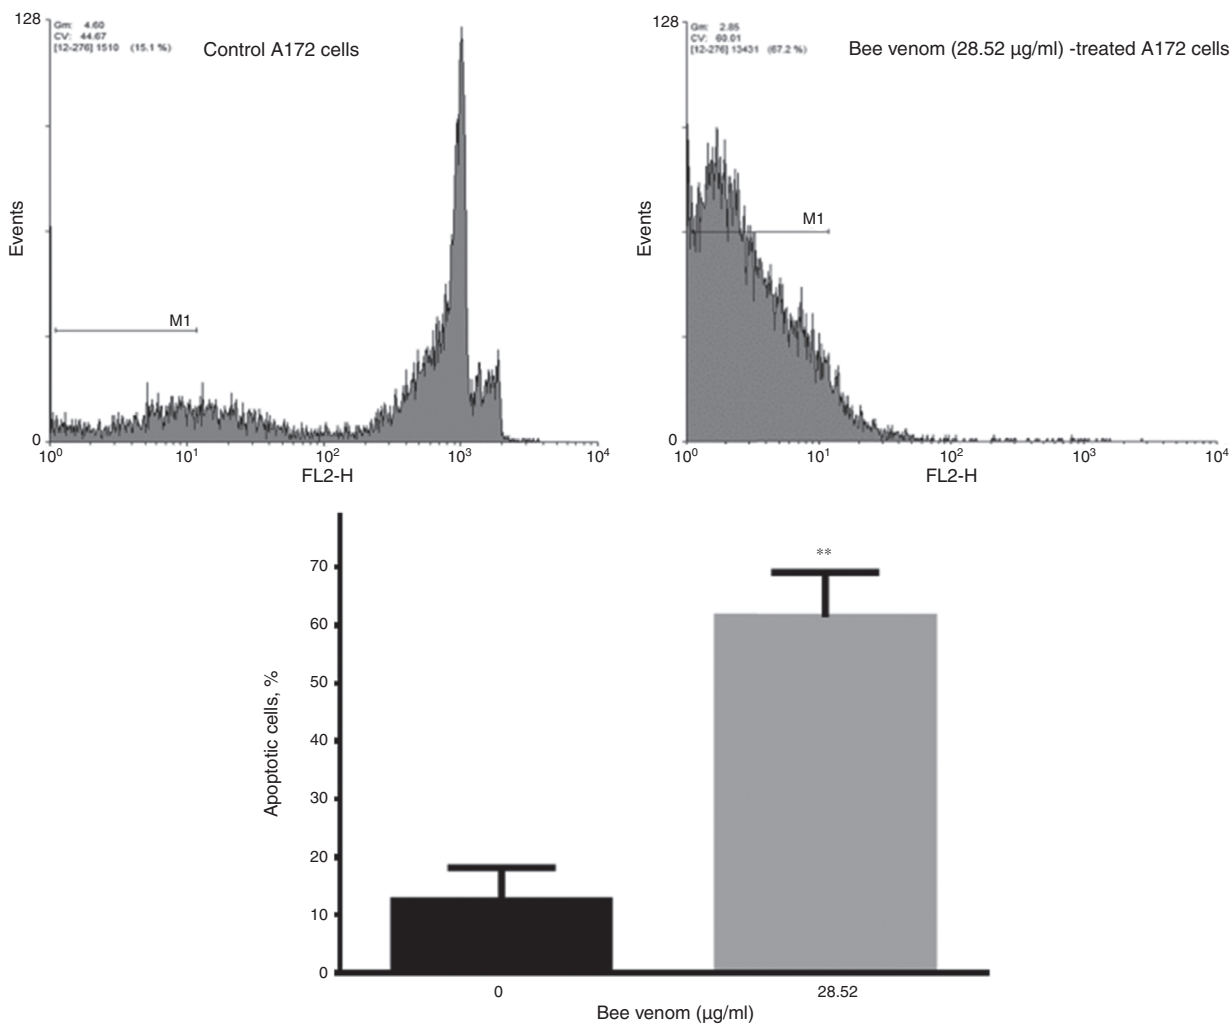 128
Gm: 4.60
CV: 44.67
[12-276] 1510 (15.1 %)
Control A172 cells
Events
M1
0
10⁰ 10¹ 10² 10³ 10⁴
FL2-H
128
Gm: 2.85
CV: 60.01
[12-276] 13431 (67.2 %)
Bee venom (28.52 µg/ml) -treated A172 cells
Events
M1
0
10⁰ 10¹ 10² 10³ 10⁴
FL2-H
**
70
60
50
40
30
20
10
0
Apoptotic cells, %
0 28.52
Bee venom (µg/ml)